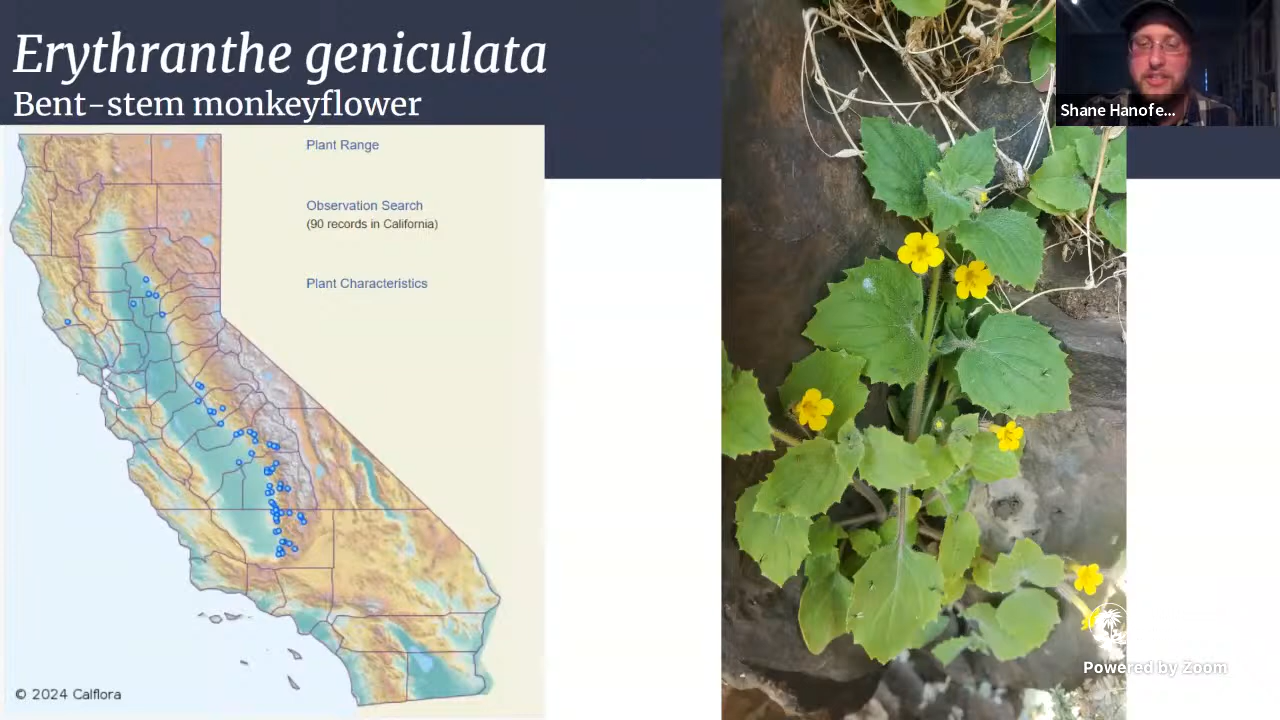 Erythranthe geniculata
Bent-stem monkeyflower
Shane Hanofe...
Plant Range
Observation Search
(90 records in California)
Plant Characteristics
© 2024 Calflora
Powered by Zoom